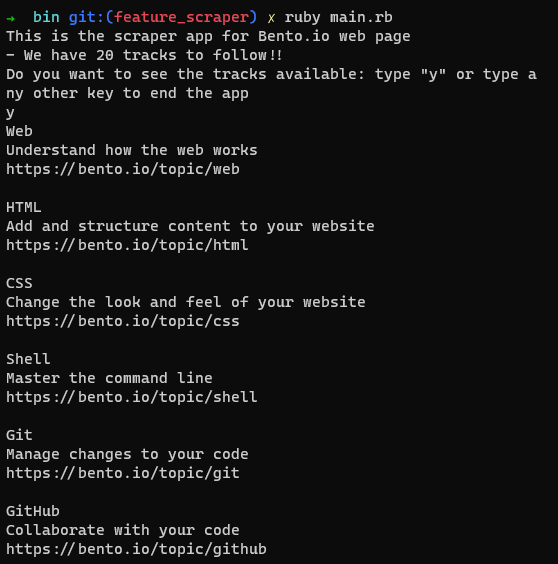 → bin git:(feature_scraper) ✗ ruby main.rb
This is the scraper app for Bento.io web page
- We have 20 tracks to follow!!
Do you want to see the tracks available: type "y" or type a
ny other key to end the app
y
Web
Understand how the web works
https://bento.io/topic/web

HTML
Add and structure content to your website
https://bento.io/topic/html

CSS
Change the look and feel of your website
https://bento.io/topic/css

Shell
Master the command line
https://bento.io/topic/shell

Git
Manage changes to your code
https://bento.io/topic/git

GitHub
Collaborate with your code
https://bento.io/topic/github